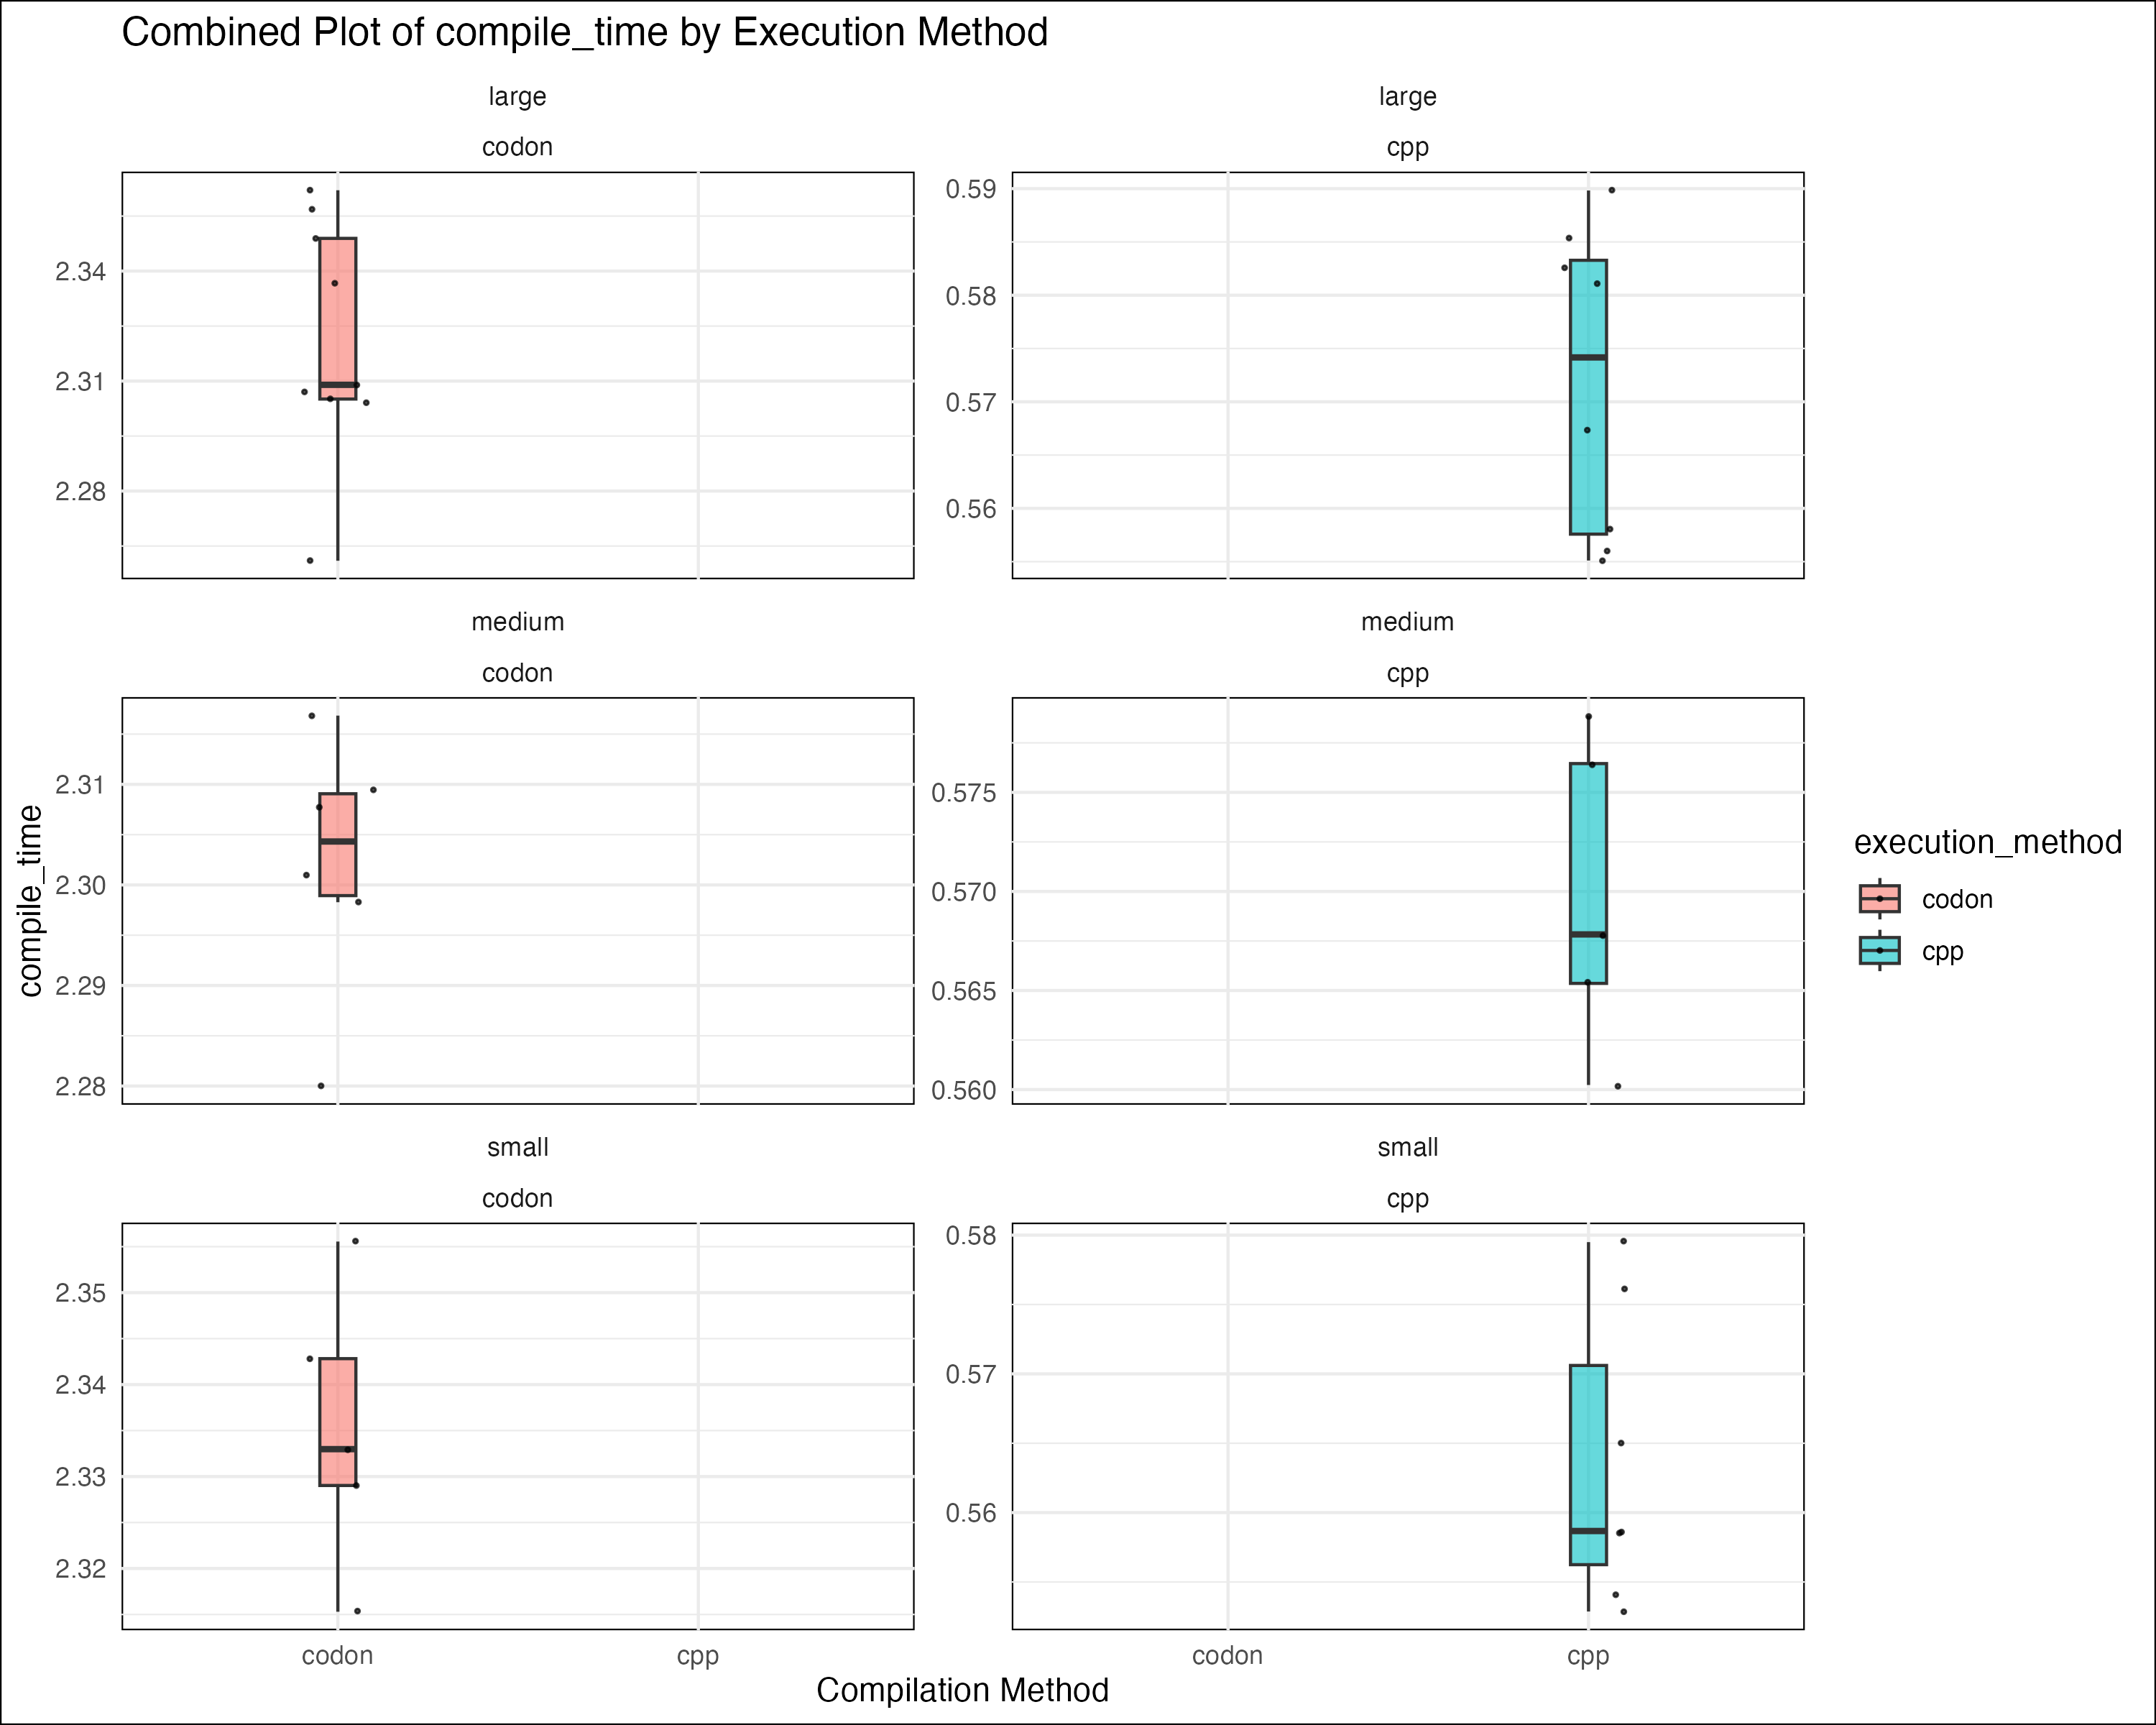 Combined Plot of compile_time by Execution Method
large
codon
2.34
2.31
2.28
large
cpp
0.59
0.58
0.57
0.56
medium
codon
2.31
2.30
2.29
2.28
medium
cpp
0.575
0.570
0.565
0.560
small
codon
2.35
2.34
2.33
2.32
codon
cpp
small
cpp
0.58
0.57
0.56
codon
cpp
compile_time
Compilation Method
execution_method
codon
cpp